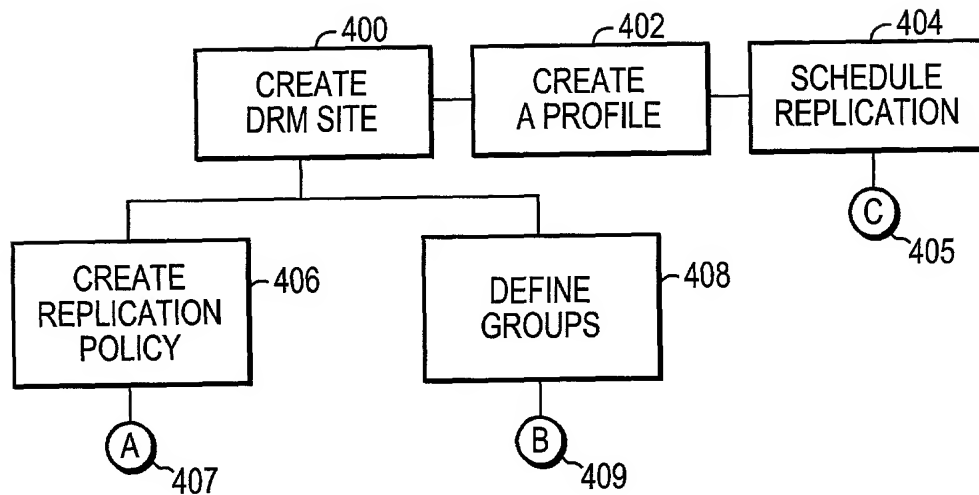 400
CREATE
DRM SITE
402
CREATE
A PROFILE
404
SCHEDULE
REPLICATION
C
405
CREATE
REPLICATION
POLICY
406
DEFINE
GROUPS
408
A
407
B
409